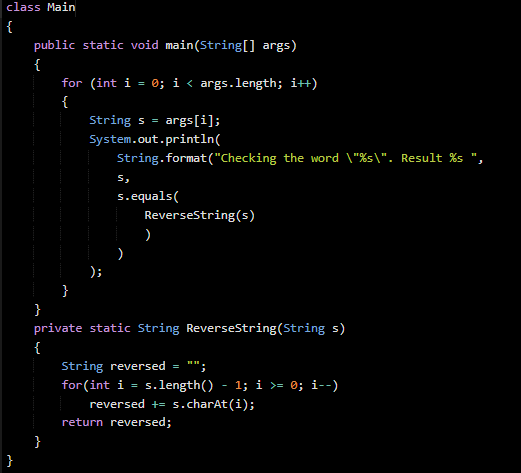 class Main
{
    public static void main(String[] args)
    {
        for (int i = 0; i < args.length; i++)
        {
            String s = args[i];
            System.out.println(
                String.format("Checking the word \"%s\". Result %s ",
                s,
                s.equals(
                    ReverseString(s)
                    )
                )
            );
        }
    }
    private static String ReverseString(String s)
    {
        String reversed = "";
        for(int i = s.length() - 1; i >= 0; i--)
            reversed += s.charAt(i);
        return reversed;
    }
}